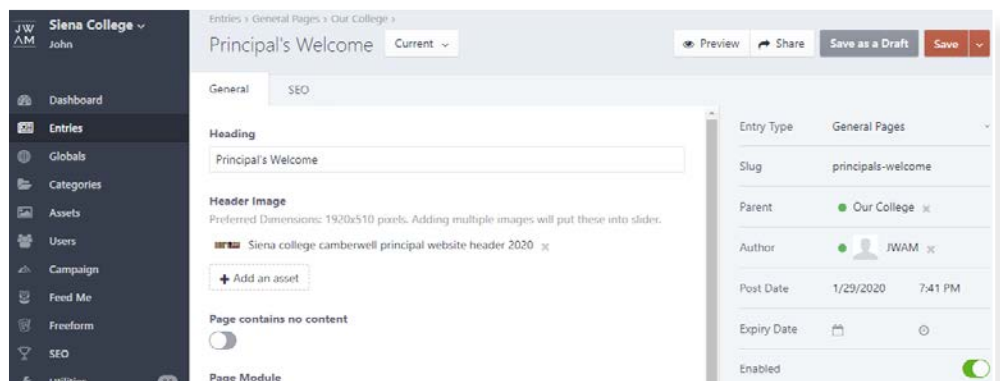 JW
AM
Siena College
John
Dashboard
Entries
Globals
Categories
Assets
Users
Campaign
Feed Me
Freeform
SEO
Utilities
Entries › General Pages › Our College ›
Principal's Welcome
Current
Preview
Share
Save as a Draft
Save
General
SEO
Heading
Principal's Welcome
Header Image
Preferred Dimensions: 1920x510 pixels. Adding multiple images will put these into slider.
Siena college camberwell principal website header 2020
+ Add an asset
Page contains no content
Page Module
Entry Type General Pages
Slug principals-welcome
Parent Our College
Author JWAM
Post Date 1/29/2020 7:41 PM
Expiry Date
Enabled